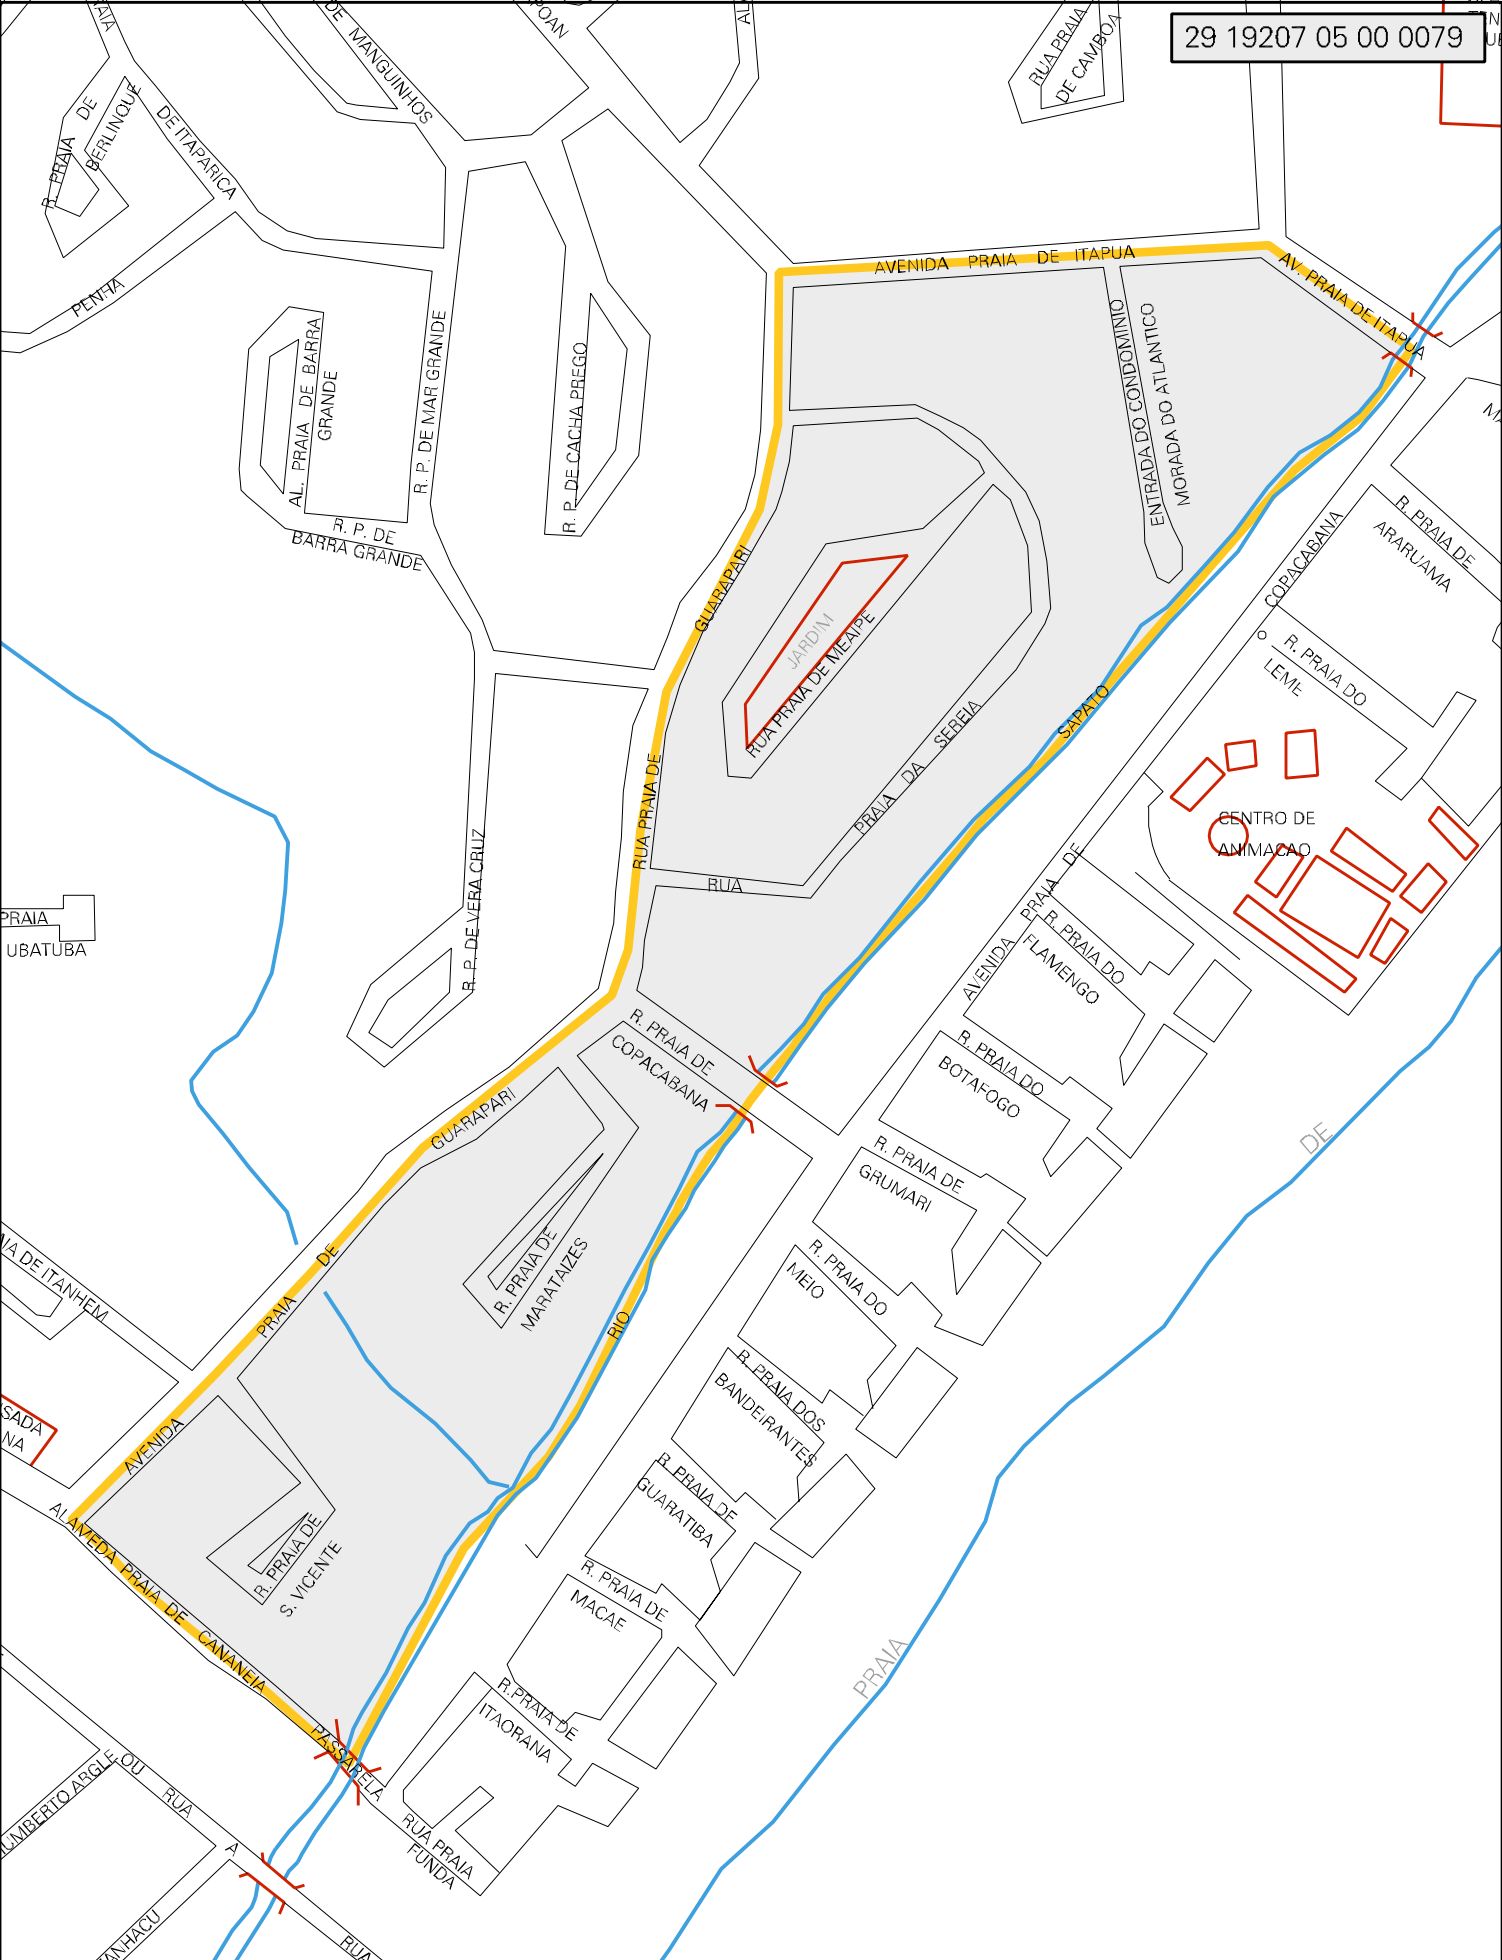 29 19207 05 00 0079
DE MANGUINHOS
RUA PRAIA
DE CAMBOA
R. PRAIA DE
BERLINQUE
DE ITAPARICA
PENHA
AVENIDA PRAIA DE ITAPUA
AV. PRAIA DE ITAPUA
AL. PRAIA DE BARRA
GRANDE
R. P. DE MAR GRANDE
R. P. DE CACHA PREGO
R. P. DE
BARRA GRANDE
ENTRADA DO CONDOMINIO
MORADA DO ATLANTICO
GUARAPARI
RUA PRAIA DE
JARDIM
RUA PRAIA DE MEAIPE
RUA
PRAIA DA SEREIA
SAPATO
COPACABANA
R. PRAIA DE
ARARUAMA
R. PRAIA DO
LEME
CENTRO DE
ANIMACAO
R. P. DE VERA CRUZ
PRAIA
UBATUBA
AVENIDA PRAIA DE
R. PRAIA DO
FLAMENGO
R. PRAIA DE
COPACABANA
R. PRAIA DO
BOTAFOGO
GUARAPARI
R. PRAIA DE
GRUMARI
DE
PRAIA DE
R. PRAIA DE
MARATAIZES
RIO
R. PRAIA DO
MEIO
DE ITANHEM
R. PRAIA DOS
BANDEIRANTES
AVENIDA
R. PRAIA DE
GUARATIBA
ALAMEDA PRAIA DE CANANEIA
R. PRAIA DE
S. VICENTE
R. PRAIA DE
MACAE
PRAIA
R.PRAIA DE
ITAORANA
PASSARELA
OU RUA A
RUA PRAIA
FUNDA
RUA